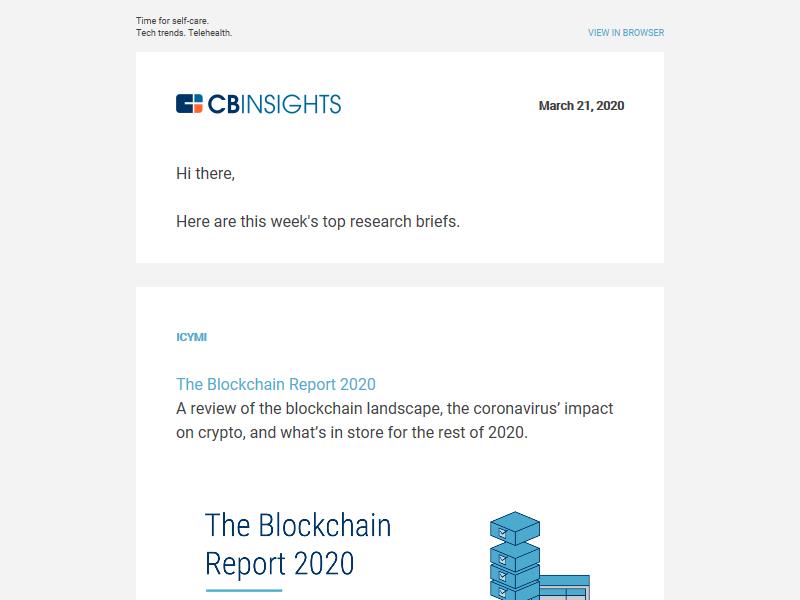 Time for self-care.
Tech trends. Telehealth.
VIEW IN BROWSER
CBINSIGHTS
March 21, 2020
Hi there,
Here are this week's top research briefs.
ICYMI
The Blockchain Report 2020
A review of the blockchain landscape, the coronavirus’ impact
on crypto, and what’s in store for the rest of 2020.
The Blockchain
Report 2020